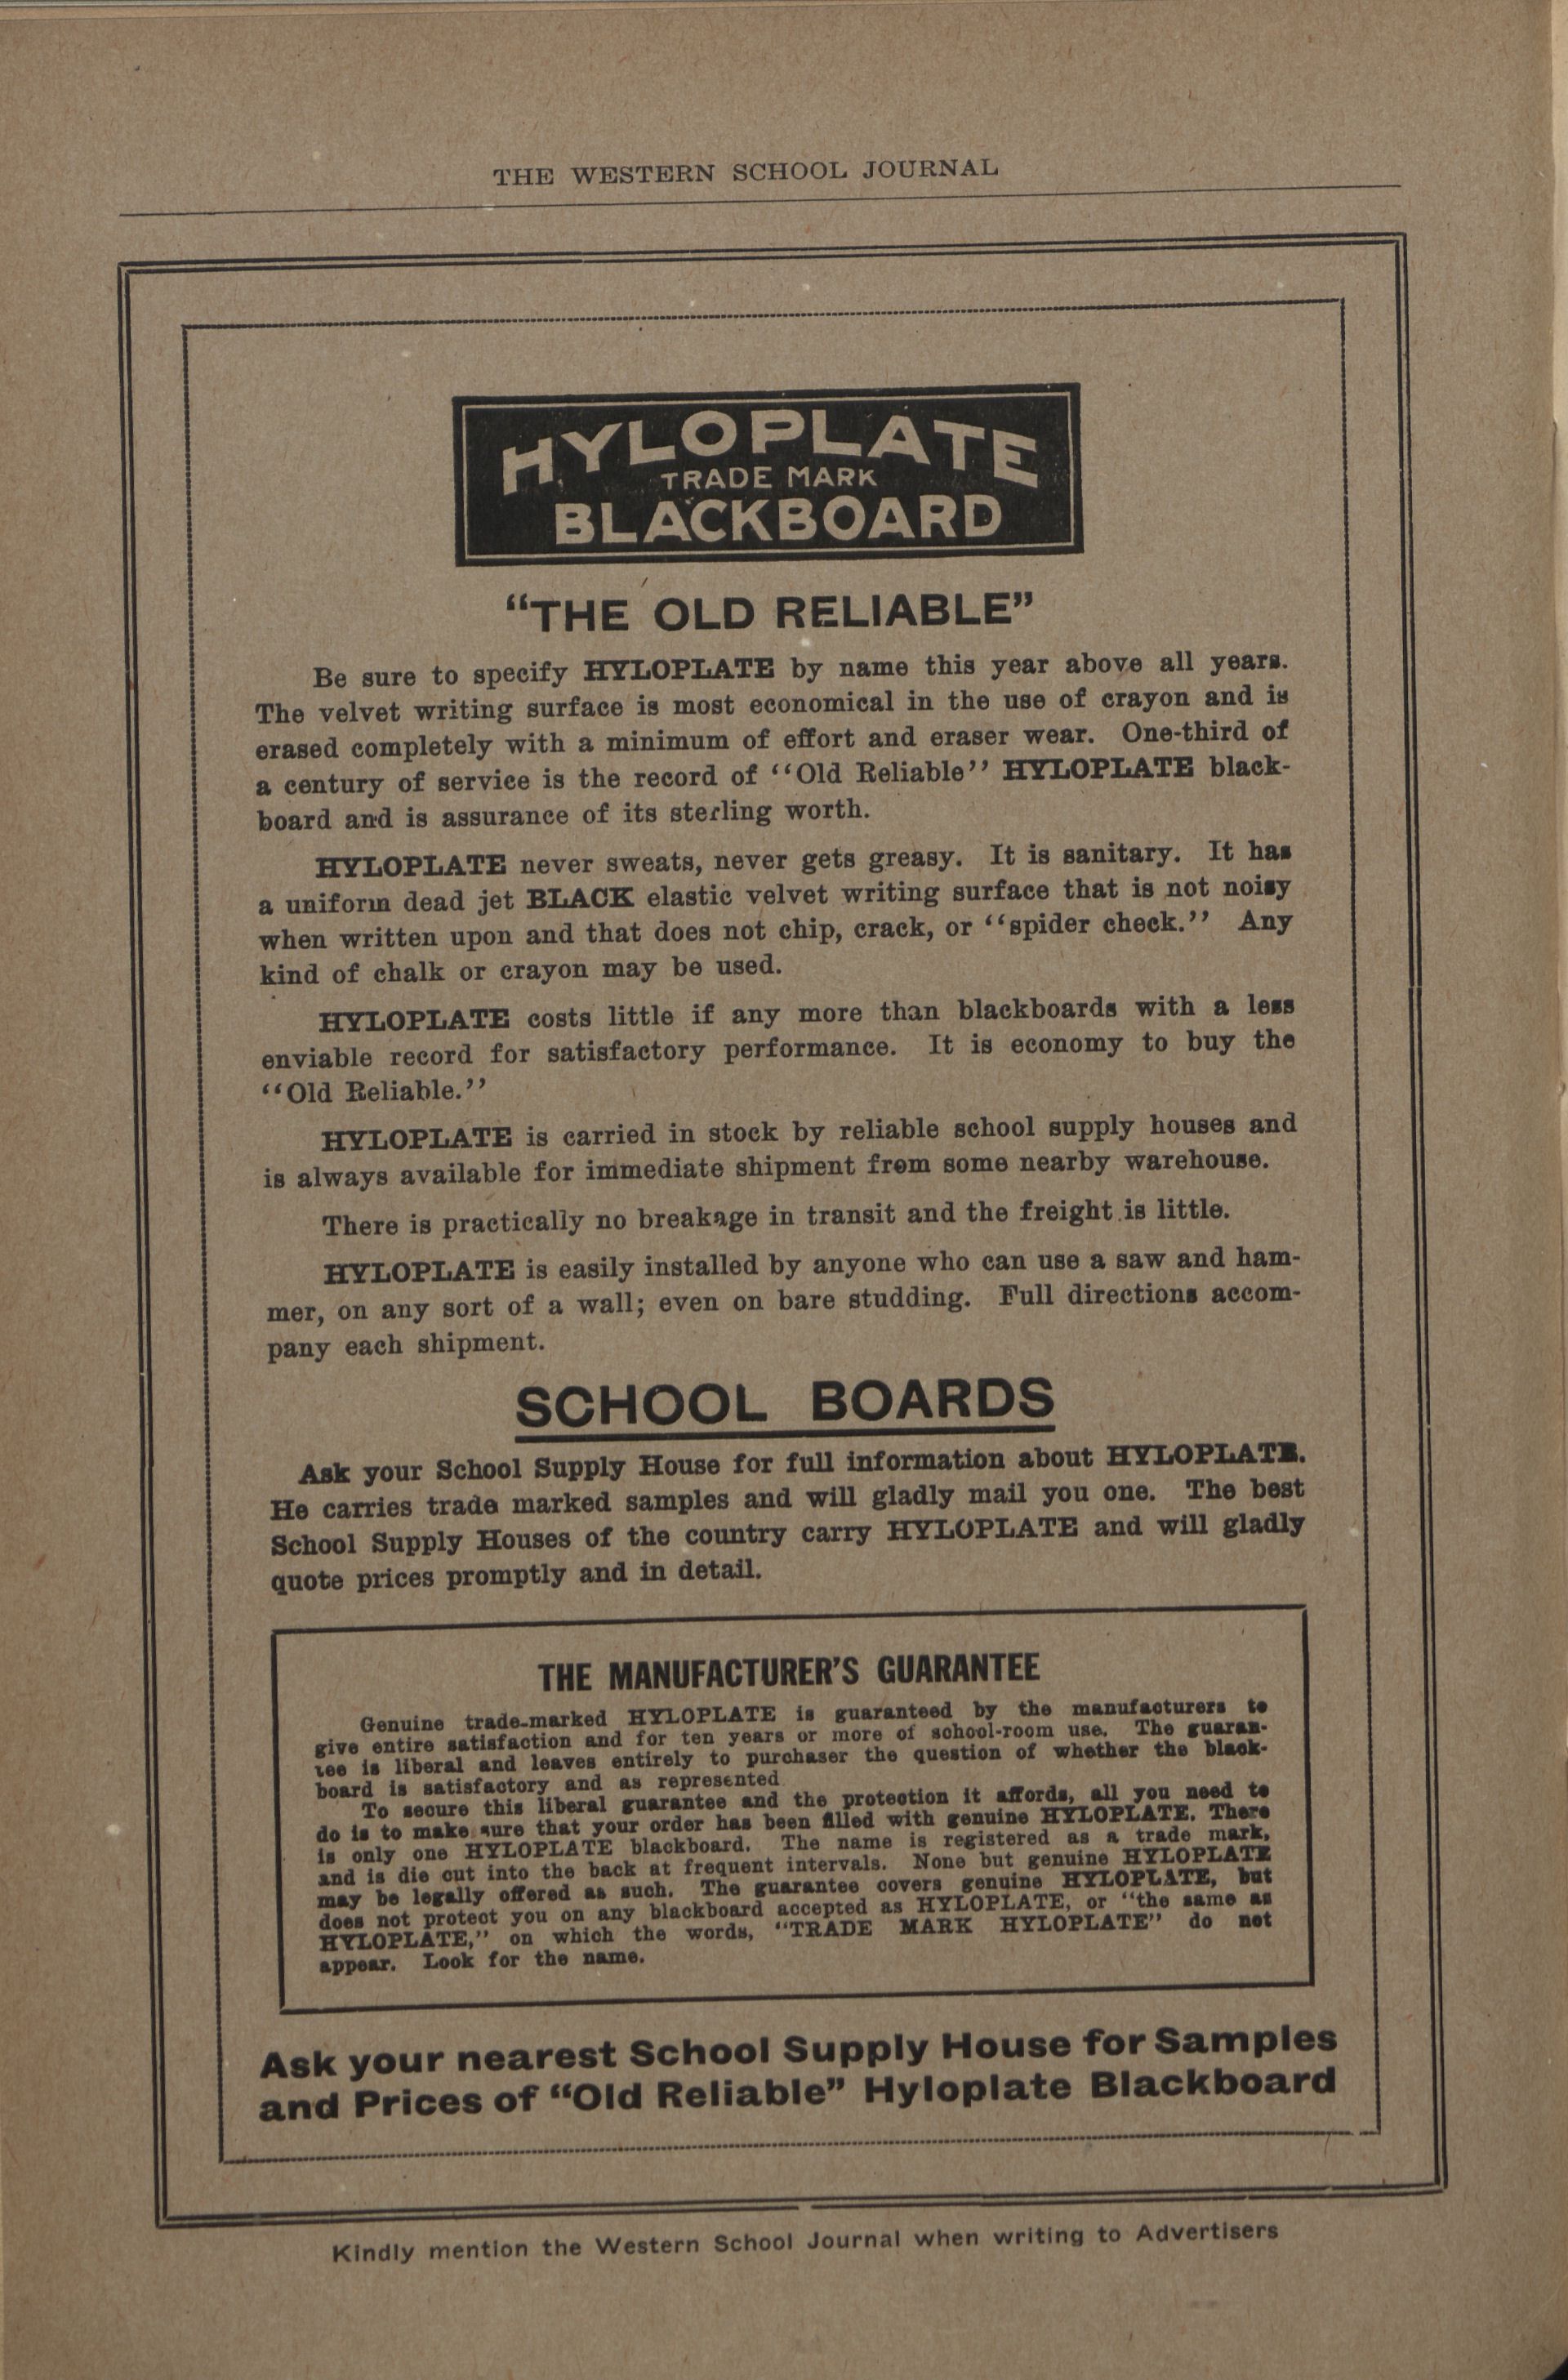 THE WESTERN SCHOOL JOURNAL
HYLOPLATE
TRADE MARK
BLACKBOARD
“THE OLD RELIABLE”
Be sure to specify HYLOPLATE by name this year above all years.
The velvet writing surface is most economical in the use of crayon and is
erased completely with a minimum of effort and eraser wear. One-third of
a century of service is the record of “Old Reliable” HYLOPLATE black-
board and is assurance of its sterling worth.
HYLOPLATE never sweats, never gets greasy. It is sanitary. It has
a uniform dead jet BLACK elastic velvet writing surface that is not noisy
when written upon and that does not chip, crack, or “spider check.” Any
kind of chalk or crayon may be used.
HYLOPLATE costs little if any more than blackboards with a less
enviable record for satisfactory performance. It is economy to buy the
“Old Reliable.”
HYLOPLATE is carried in stock by reliable school supply houses and
is always available for immediate shipment from some nearby warehouse.
There is practically no breakage in transit and the freight is little.
HYLOPLATE is easily installed by anyone who can use a saw and ham-
mer, on any sort of a wall; even on bare studding. Full directions accom-
pany each shipment.
SCHOOL BOARDS
Ask your School Supply House for full information about HYLOPLATE.
He carries trade marked samples and will gladly mail you one. The best
School Supply Houses of the country carry HYLOPLATE and will gladly
quote prices promptly and in detail.
THE MANUFACTURER'S GUARANTEE
Genuine trade-marked HYLOPLATE is guaranteed by the manufacturers to
give entire satisfaction and for ten years or more of school-room use. The guaran-
tee is liberal and leaves entirely to purchaser the question of whether the black-
board is satisfactory and as represented
To secure this liberal guarantee and the protection it affords, all you need to
do is to make sure that your order has been filled with genuine HYLOPLATE. There
is only one HYLOPLATE blackboard. The name is registered as a trade mark,
and is die cut into the back at frequent intervals. None but genuine HYLOPLATE
may be legally offered as such. The guarantee covers genuine HYLOPLATE, but
does not protect you on any blackboard accepted as HYLOPLATE, or “the same as
HYLOPLATE,” on which the words, “TRADE MARK HYLOPLATE” do not
appear. Look for the name.
Ask your nearest School Supply House for Samples
and Prices of “Old Reliable” Hyloplate Blackboard
Kindly mention the Western School Journal when writing to Advertisers